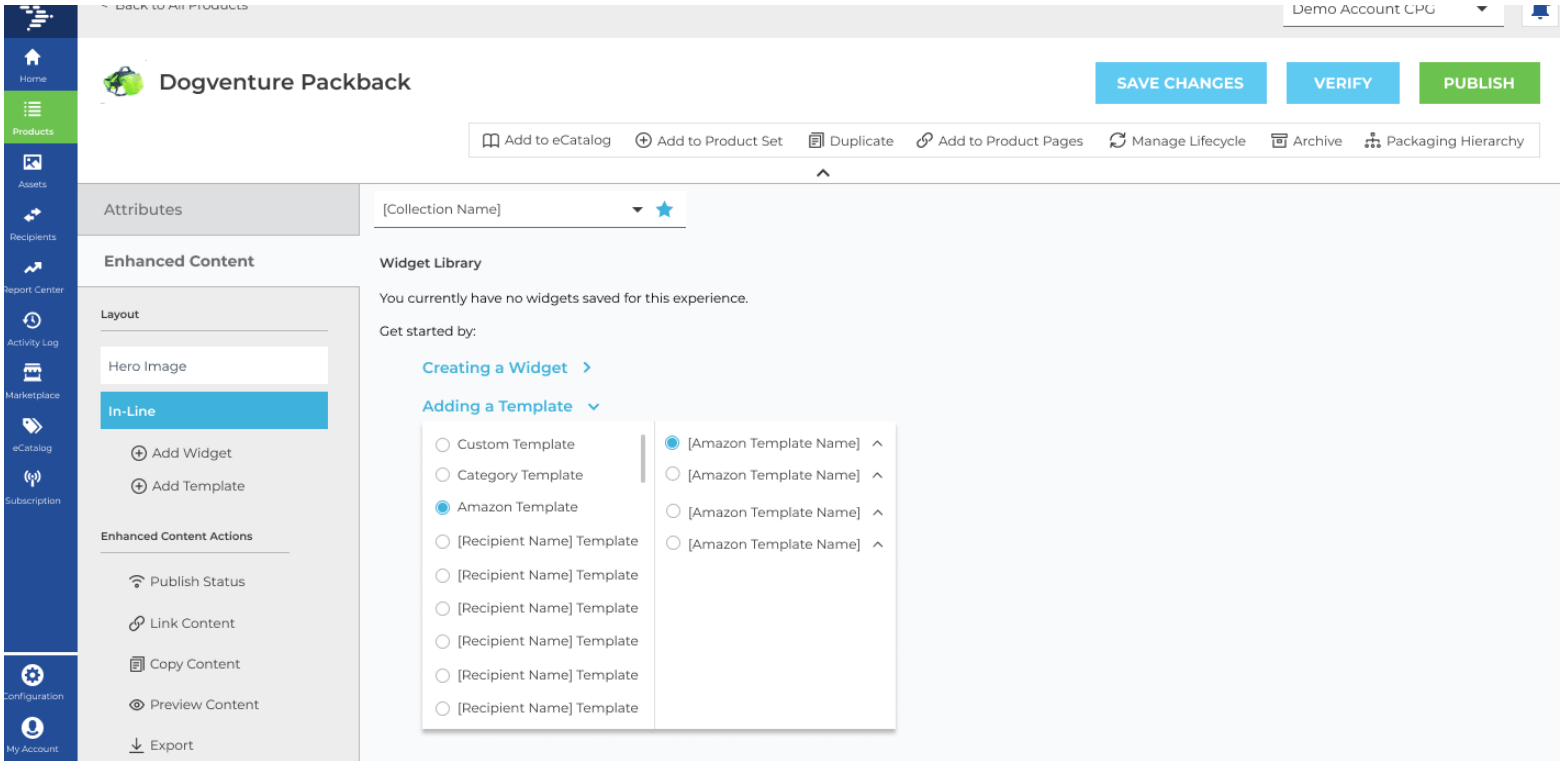 < Back to All Products
Demo Account CPG
Home
Products
Assets
Recipients
Report Center
Activity Log
Marketplace
eCatalog
Subscription
Configuration
My Account
Dogventure Packback
SAVE CHANGES
VERIFY
PUBLISH
Add to eCatalog
Add to Product Set
Duplicate
Add to Product Pages
Manage Lifecycle
Archive
Packaging Hierarchy
Attributes
Enhanced Content
Layout
Hero Image
In-Line
Add Widget
Add Template
Enhanced Content Actions
Publish Status
Link Content
Copy Content
Preview Content
Export
[Collection Name]
Widget Library
You currently have no widgets saved for this experience.
Get started by:
Creating a Widget
Adding a Template
Custom Template
Category Template
Amazon Template
[Recipient Name] Template
[Recipient Name] Template
[Recipient Name] Template
[Recipient Name] Template
[Recipient Name] Template
[Recipient Name] Template
[Amazon Template Name]
[Amazon Template Name]
[Amazon Template Name]
[Amazon Template Name]